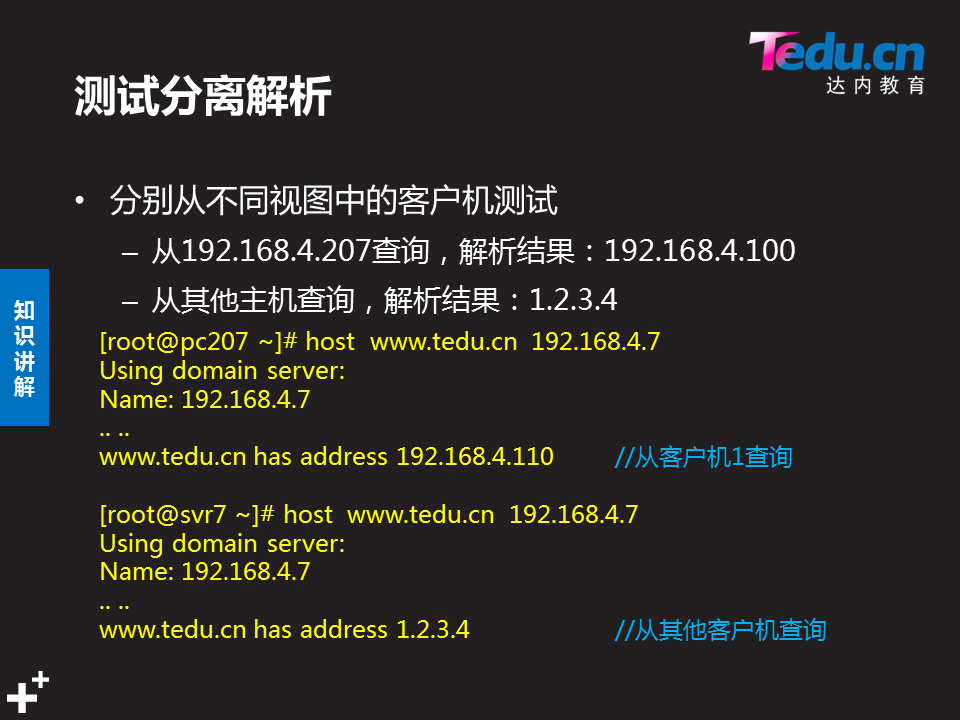 Tedu.cn
达内教育
测试分离解析
• 分别从不同视图中的客户机测试
– 从192.168.4.207查询，解析结果：192.168.4.100
– 从其他主机查询，解析结果：1.2.3.4
知识讲解
[root@pc207 ~]# host  www.tedu.cn  192.168.4.7
Using domain server:
Name: 192.168.4.7
.. ..
www.tedu.cn has address 192.168.4.110 //从客户机1查询
[root@svr7 ~]# host  www.tedu.cn  192.168.4.7
Using domain server:
Name: 192.168.4.7
.. ..
www.tedu.cn has address 1.2.3.4 //从其他客户机查询